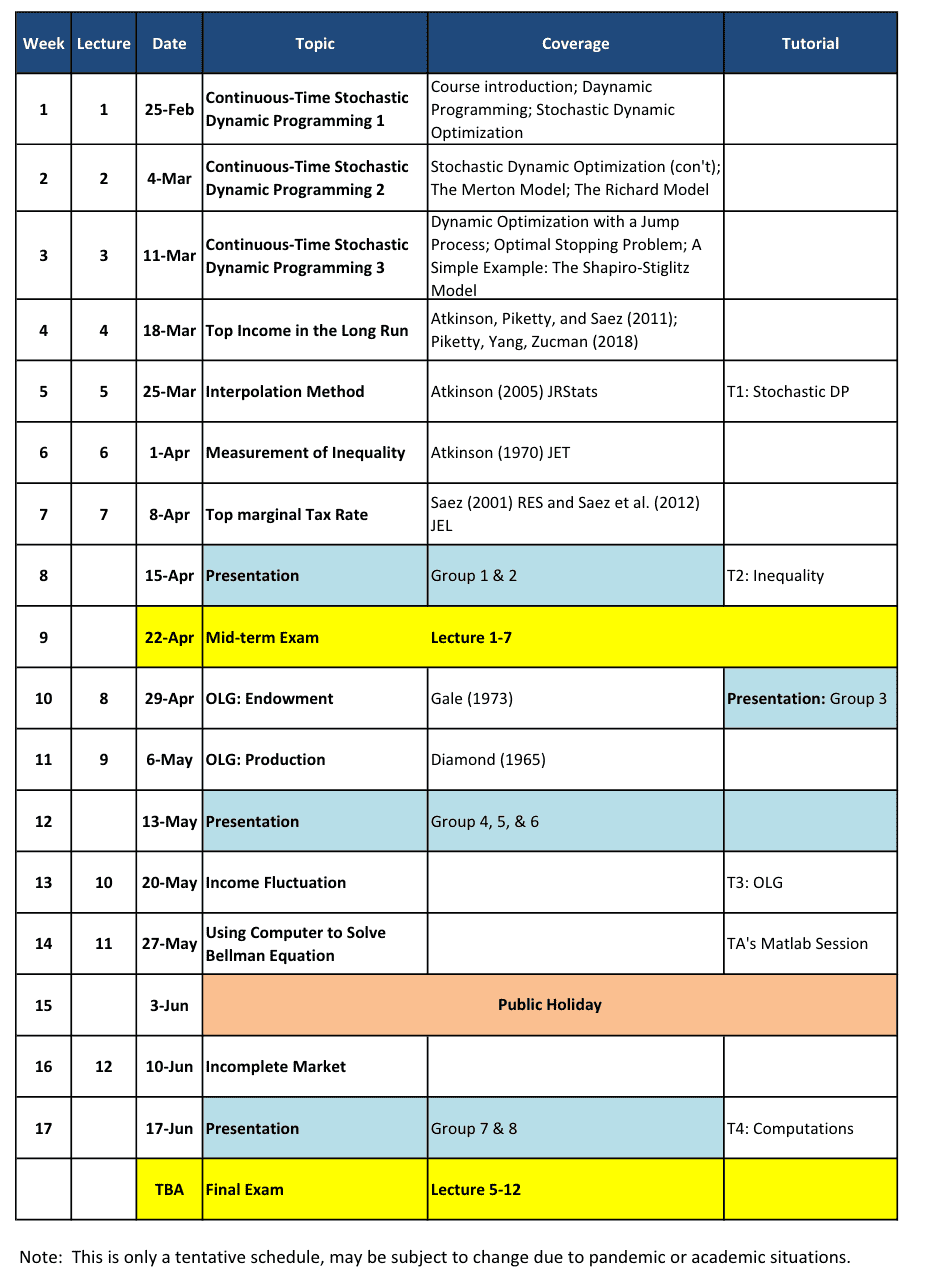 Week Lecture Date Topic Coverage Tutorial
1 1 25-Feb Continuous-Time Stochastic Dynamic Programming 1 Course introduction; Daynamic Programming; Stochastic Dynamic Optimization
2 2 4-Mar Continuous-Time Stochastic Dynamic Programming 2 Stochastic Dynamic Optimization (con't); The Merton Model; The Richard Model
3 3 11-Mar Continuous-Time Stochastic Dynamic Programming 3 Dynamic Optimization with a Jump Process; Optimal Stopping Problem; A Simple Example: The Shapiro-Stiglitz Model
4 4 18-Mar Top Income in the Long Run Atkinson, Piketty, and Saez (2011); Piketty, Yang, Zucman (2018)
5 5 25-Mar Interpolation Method Atkinson (2005) JRStats T1: Stochastic DP
6 6 1-Apr Measurement of Inequality Atkinson (1970) JET
7 7 8-Apr Top marginal Tax Rate Saez (2001) RES and Saez et al. (2012) JEL
8 15-Apr Presentation Group 1 & 2 T2: Inequality
9 22-Apr Mid-term Exam Lecture 1-7
10 8 29-Apr OLG: Endowment Gale (1973) Presentation: Group 3
11 9 6-May OLG: Production Diamond (1965)
12 13-May Presentation Group 4, 5, & 6
13 10 20-May Income Fluctuation T3: OLG
14 11 27-May Using Computer to Solve Bellman Equation TA's Matlab Session
15 3-Jun Public Holiday
16 12 10-Jun Incomplete Market
17 17-Jun Presentation Group 7 & 8 T4: Computations
TBA Final Exam Lecture 5-12
Note: This is only a tentative schedule, may be subject to change due to pandemic or academic situations.